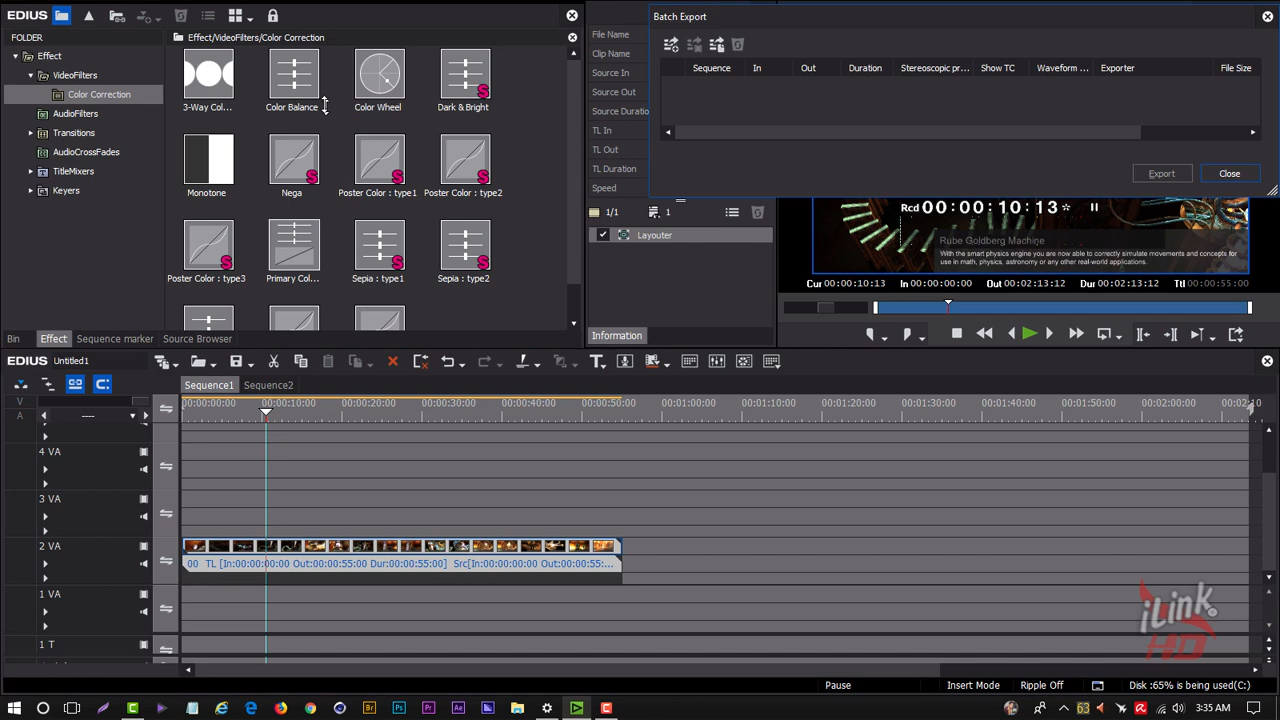 EDIUS
FOLDER
Effect
VideoFilters
Color Correction
AudioFilters
Transitions
AudioCrossFades
TitleMixers
Keyers
Effect/VideoFilters/Color Correction
3-Way Col...
Color Balance
Color Wheel
Dark & Bright
S
Monotone
Nega
Poster Color : type1
Poster Color : type2
S
S
S
Poster Color : type3
Primary Col...
Sepia : type1
Sepia : type2
S
S
S
Bin
Effect
Sequence marker
Source Browser
File Name
Clip Name
Source In
Source Out
Source Duratio
TL In
TL Out
TL Duration
Speed
1/1
1
Layouter
Information
Batch Export
Sequence
In
Out
Duration
Stereoscopic pr...
Show TC
Waveform ...
Exporter
File Size
Export
Close
Rcd 00:00:10:13
Rube Goldberg Machine
With the smart physics engine you are now able to correctly simulate movements and concepts for
use in math, physics, astronomy or any other real-world applications.
Cur 00:00:10:13 In 00:00:00:00 Out 00:02:13:12 Dur 00:02:13:12 Ttl 00:00:55:00
EDIUS Untitled1
Sequence1
Sequence2
V
A
----
00:00:00:00 00:00:10:00 00:00:20:00 00:00:30:00 00:00:40:00 00:00:50:00 00:01:00:00 00:01:10:00 00:01:20:00 00:01:30:00 00:01:40:00 00:01:50:00 00:02:00:00 00:02:10
4 VA
3 VA
2 VA
00 TL [In:00:00:00:00 Out:00:00:55:00 Dur:00:00:55:00] Src[In:00:00:00:00 Out:00:00:55:...
1 VA
1 T
iLink
HD
Pause
Insert Mode
Ripple Off
Disk :65% is being used(C:)
Br
Ps
Pr
Ae
63
3:35 AM